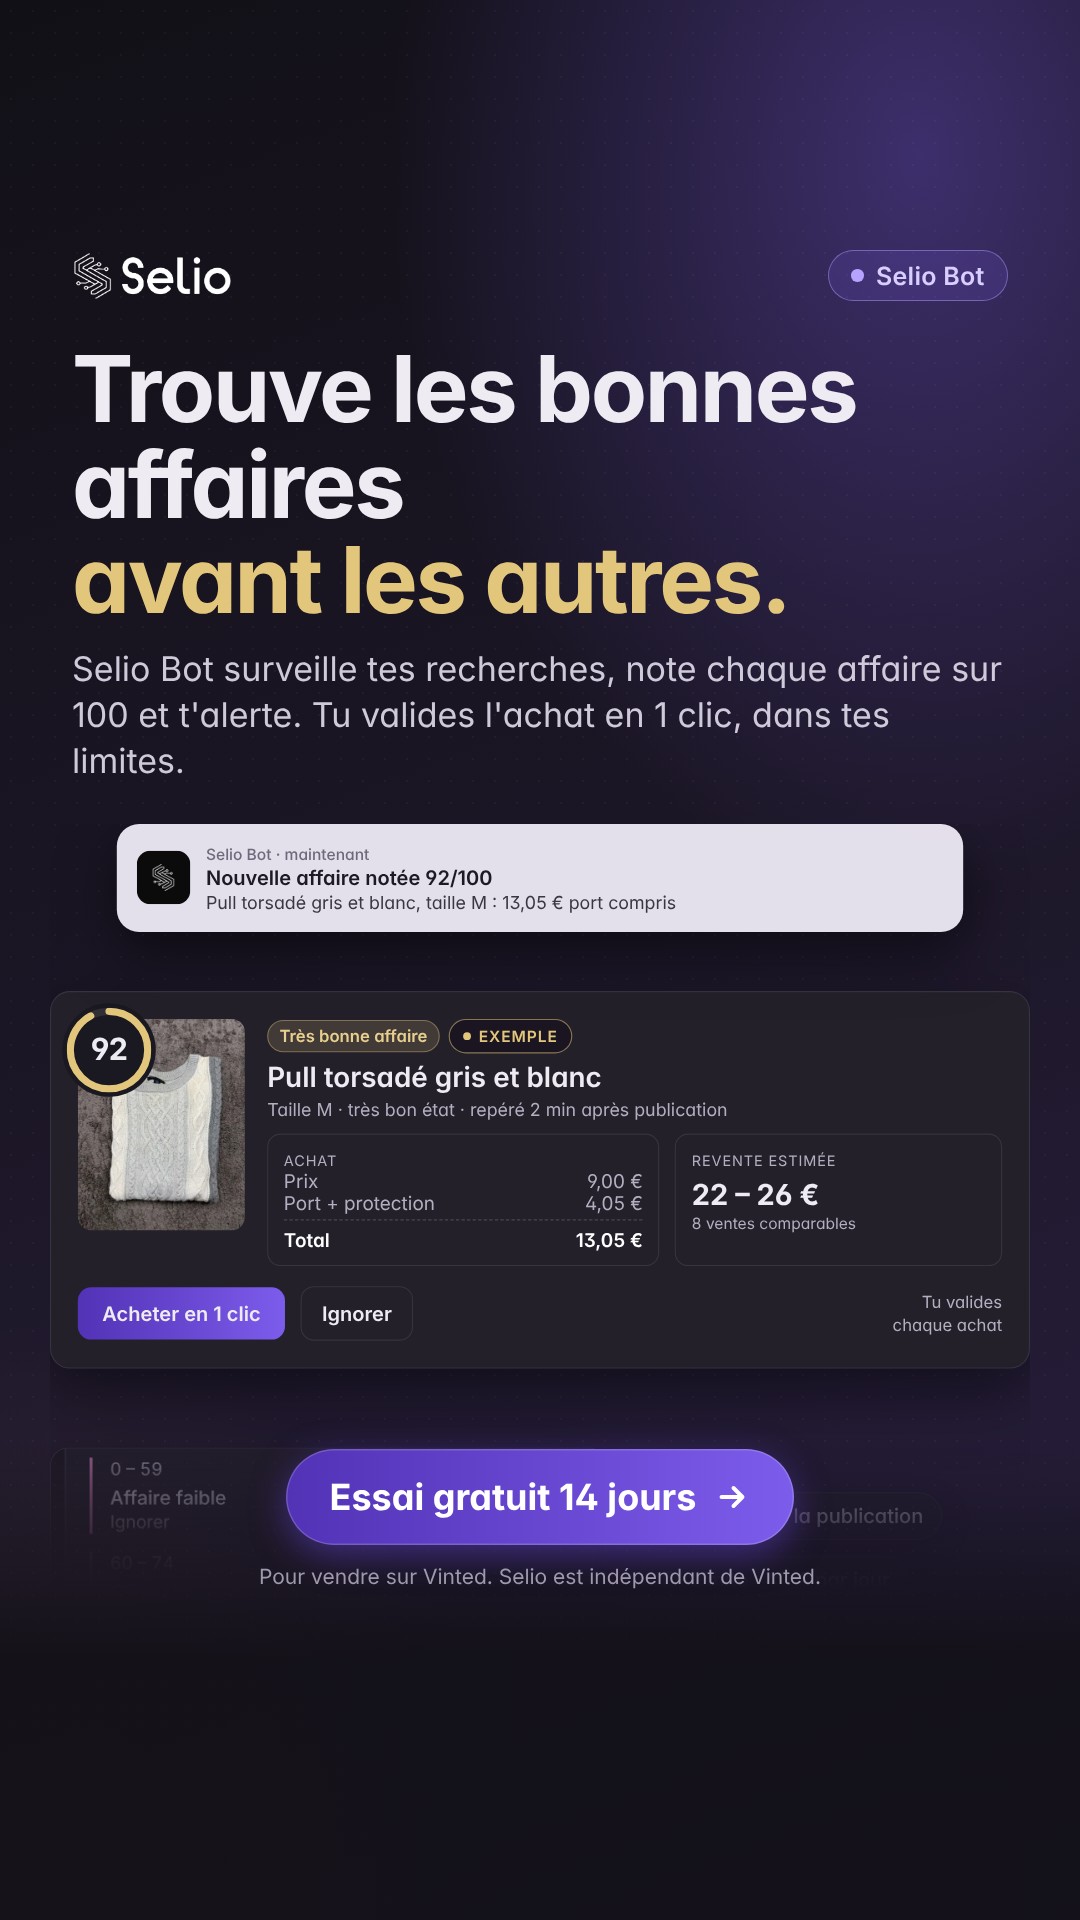 Selio
Selio Bot
Trouve les bonnes
affaires
avant les autres.
Selio Bot surveille tes recherches, note chaque affaire sur
100 et t'alerte. Tu valides l'achat en 1 clic, dans tes
limites.
Selio Bot · maintenant
Nouvelle affaire notée 92/100
Pull torsadé gris et blanc, taille M : 13,05 € port compris
92
Très bonne affaire
EXEMPLE
Pull torsadé gris et blanc
Taille M · très bon état · repéré 2 min après publication
ACHAT
Prix 9,00 €
Port + protection 4,05 €
Total 13,05 €
REVENTE ESTIMÉE
22 – 26 €
8 ventes comparables
Acheter en 1 clic
Ignorer
Tu valides
chaque achat
0 – 59
Affaire faible
Ignorer
60 – 74
Essai gratuit 14 jours →
la publication
Pour vendre sur Vinted. Selio est indépendant de Vinted.